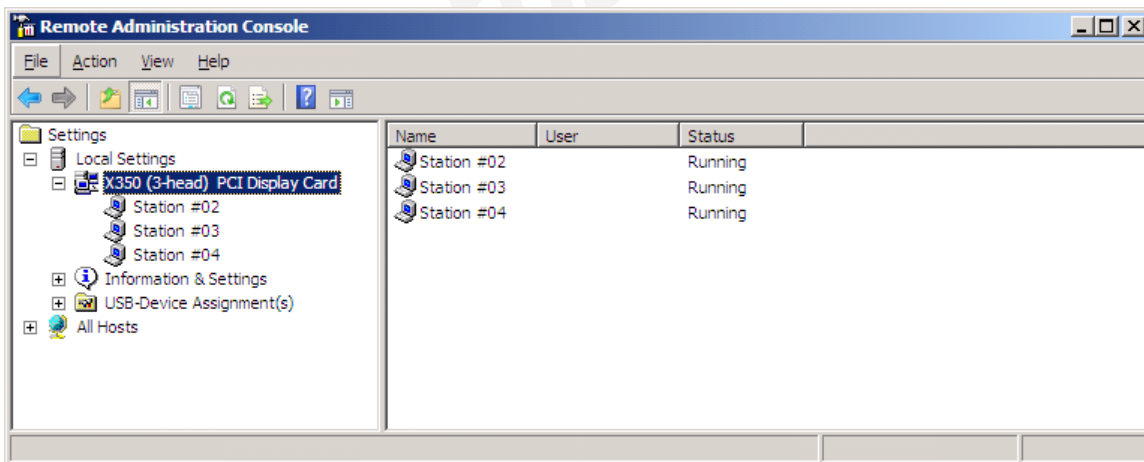 Remote Administration Console
File Action View Help
Settings
Local Settings
X350 (3-head) PCI Display Card
Station #02
Station #03
Station #04
Information & Settings
USB-Device Assignment(s)
All Hosts
Name User Status
Station #02 Running
Station #03 Running
Station #04 Running